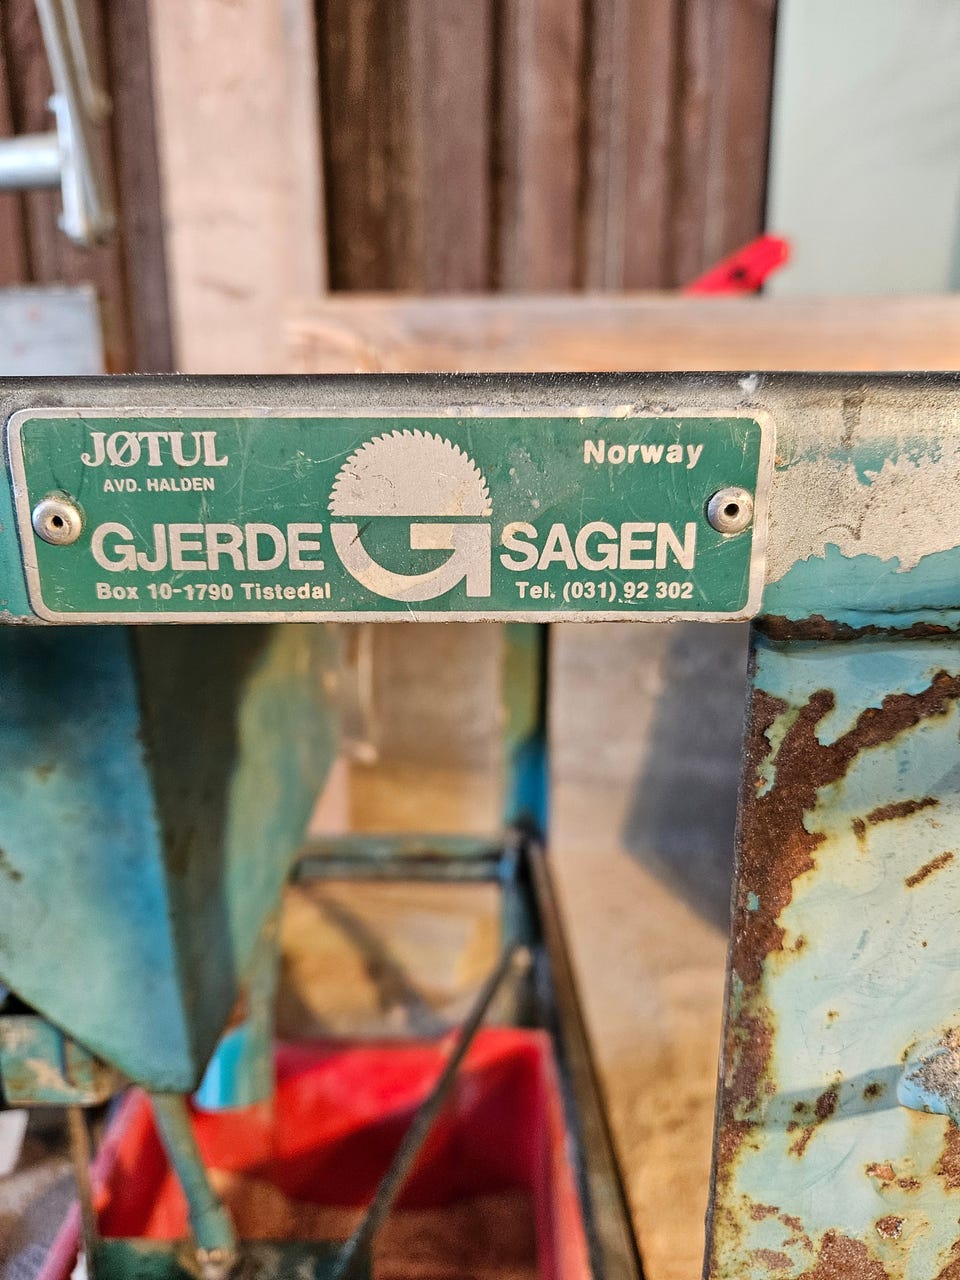 JØTUL
AVD. HALDEN
Norway
GJERDE G SAGEN
Box 10-1790 Tistedal
Tel. (031) 92 302